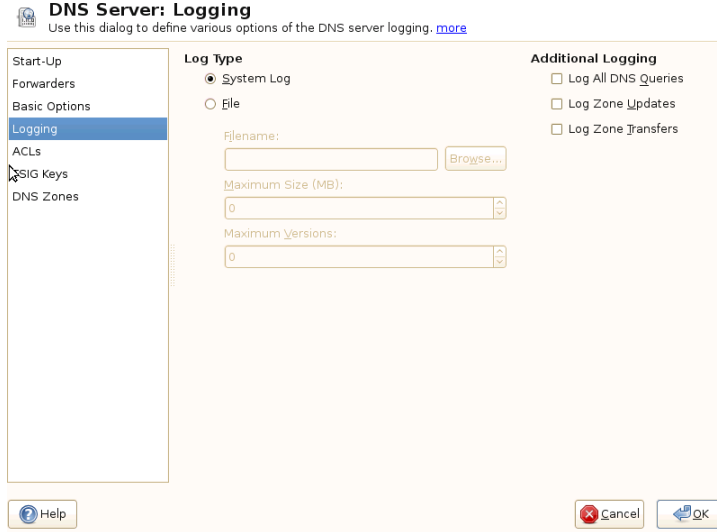 DNS Server: Logging
Use this dialog to define various options of the DNS server logging. more
Start-Up
Forwarders
Basic Options
Logging
ACLs
TSIG Keys
DNS Zones
Log Type
System Log
File
Filename:
Browse...
Maximum Size (MB):
0
Maximum Versions:
0
Additional Logging
Log All DNS Queries
Log Zone Updates
Log Zone Transfers
Help
Cancel
OK